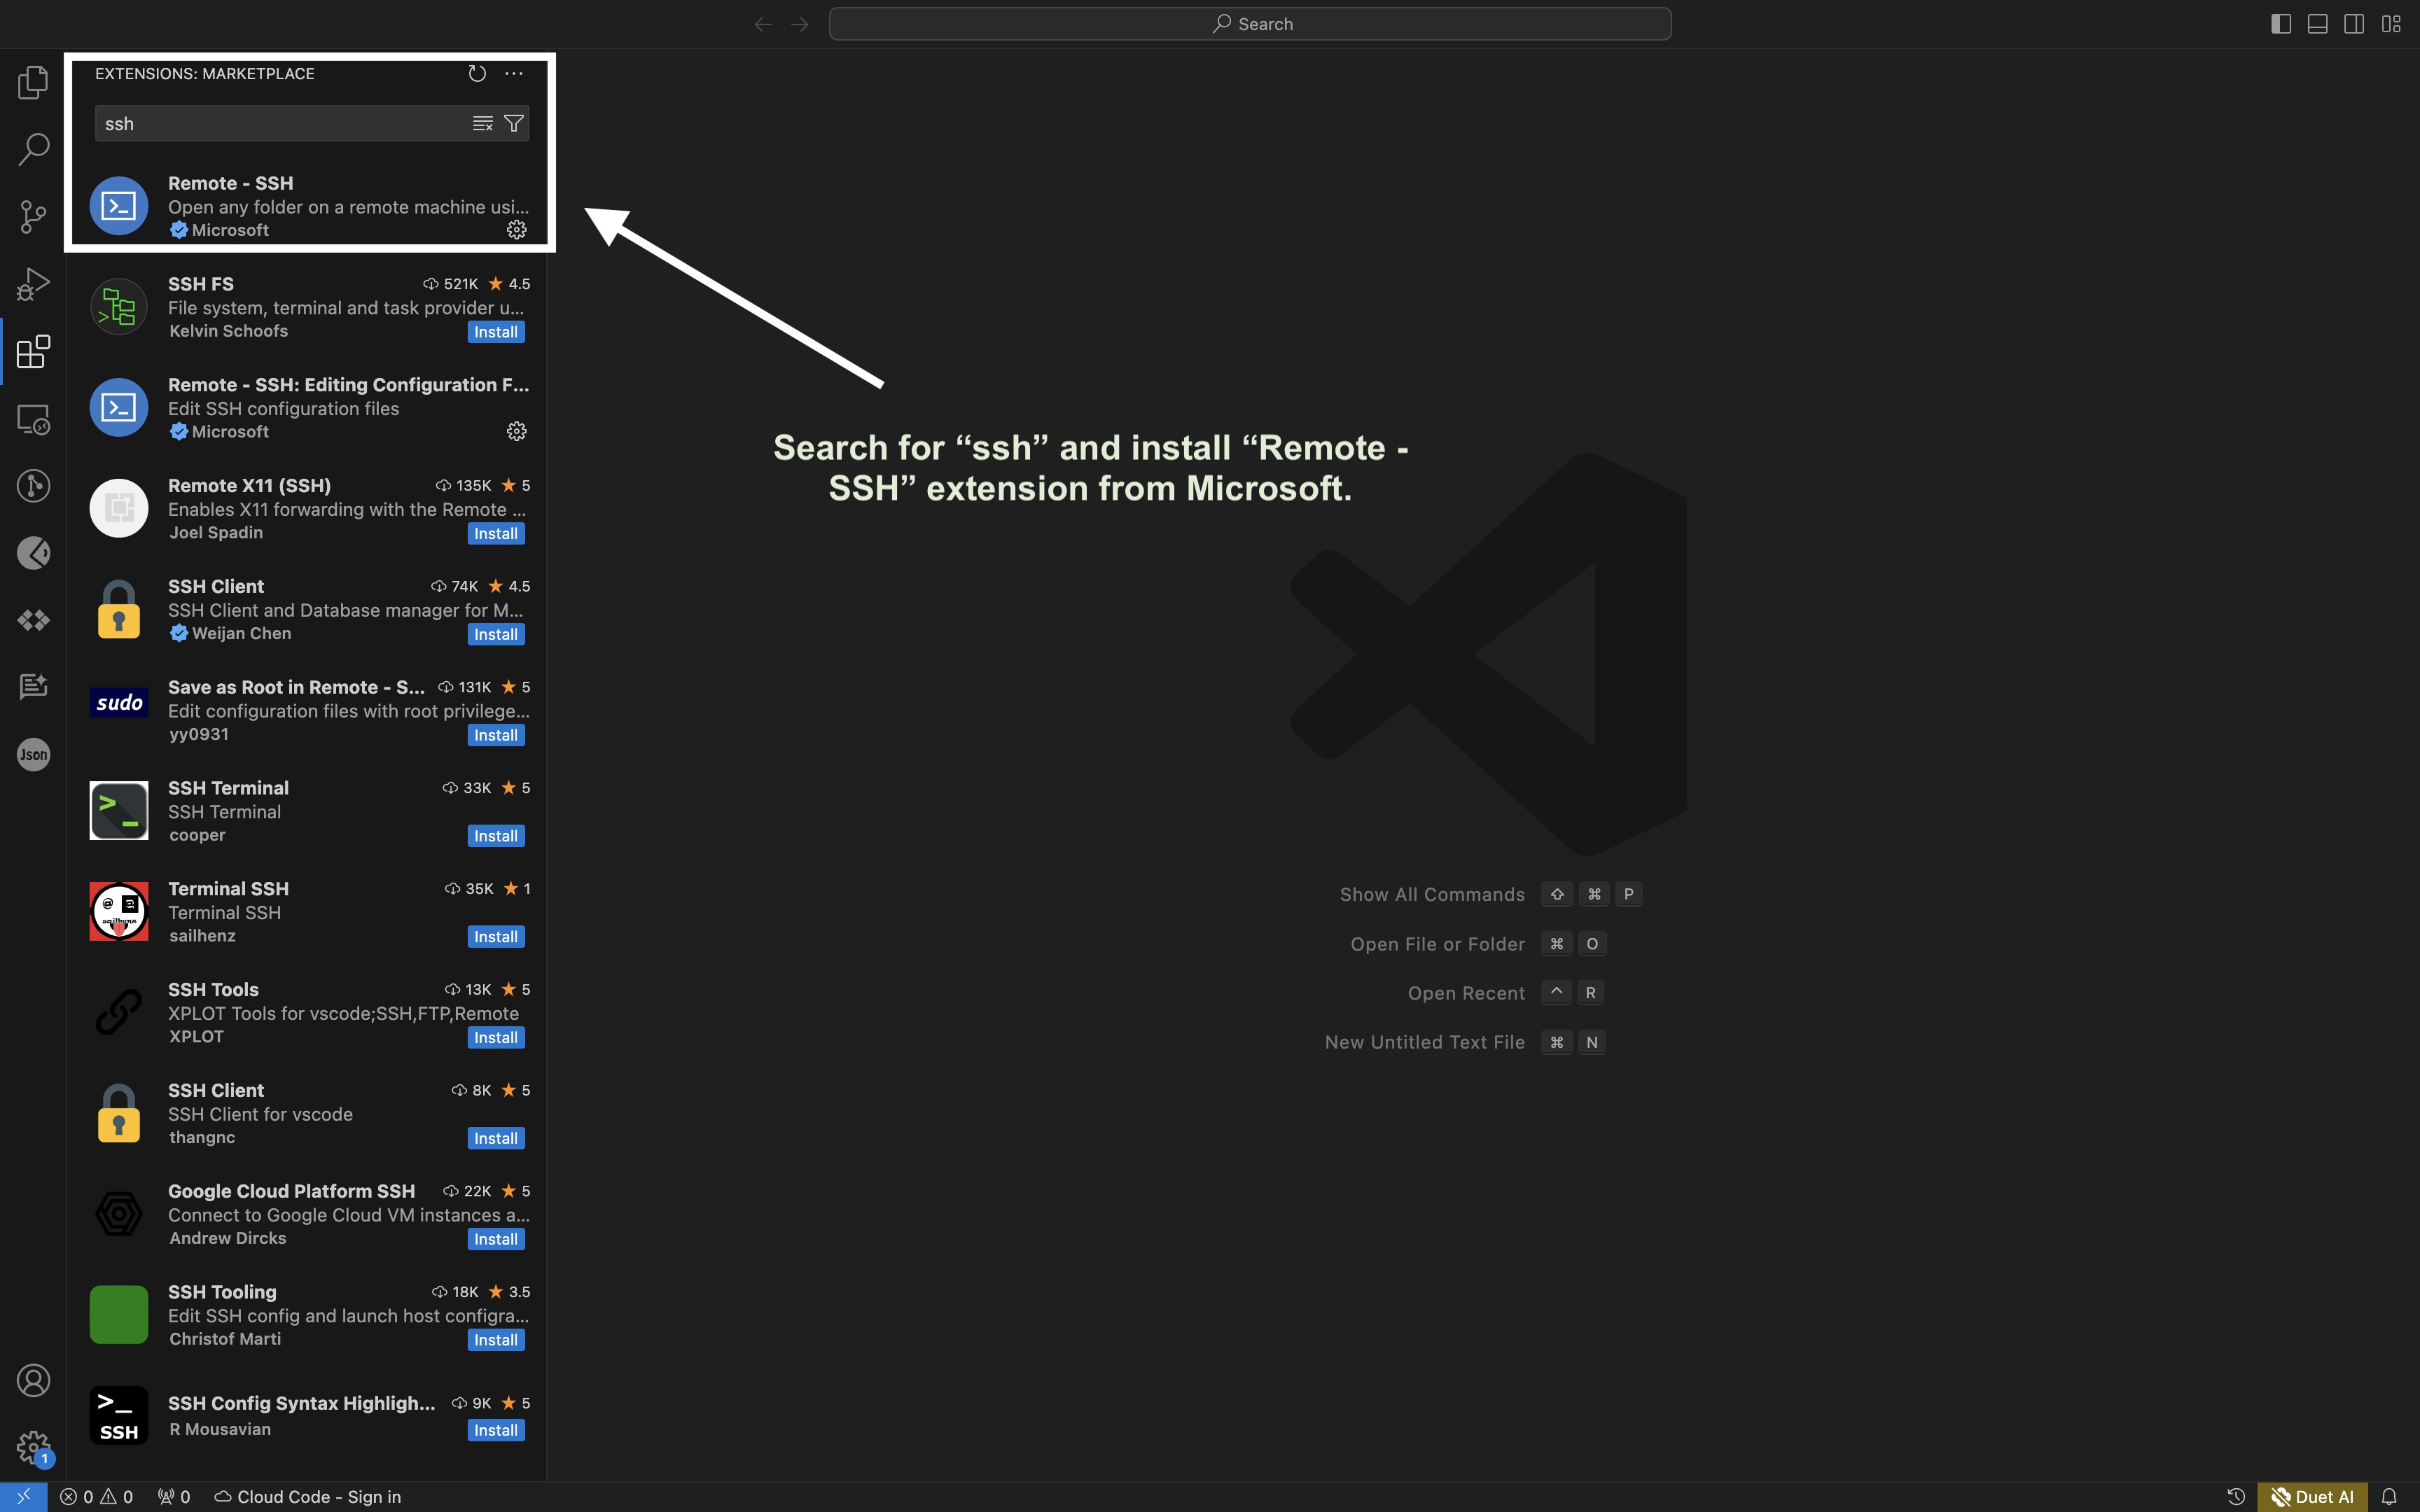 Search
EXTENSIONS: MARKETPLACE
ssh
Remote - SSH
Open any folder on a remote machine usi...
Microsoft
SSH FS 521K 4.5
File system, terminal and task provider u...
Kelvin Schoofs Install
Remote - SSH: Editing Configuration F...
Edit SSH configuration files
Microsoft
Remote X11 (SSH) 135K 5
Enables X11 forwarding with the Remote ...
Joel Spadin Install
SSH Client 74K 4.5
SSH Client and Database manager for M...
Weijan Chen Install
sudo
Save as Root in Remote - S... 131K 5
Edit configuration files with root privilege...
yy0931 Install
SSH Terminal 33K 5
SSH Terminal
cooper Install
Terminal SSH 35K 1
Terminal SSH
sailhenz Install
SSH Tools 13K 5
XPLOT Tools for vscode;SSH,FTP,Remote
XPLOT Install
SSH Client 8K 5
SSH Client for vscode
thangnc Install
Google Cloud Platform SSH 22K 5
Connect to Google Cloud VM instances a...
Andrew Dircks Install
SSH Tooling 18K 3.5
Edit SSH config and launch host configra...
Christof Marti Install
>_
SSH
SSH Config Syntax Highligh... 9K 5
R Mousavian Install
Json
1
Search for “ssh” and install “Remote -
SSH” extension from Microsoft.
Show All Commands ⇧ ⌘ P
Open File or Folder ⌘ O
Open Recent ^ R
New Untitled Text File ⌘ N
0 0 0 Cloud Code - Sign in
Duet AI